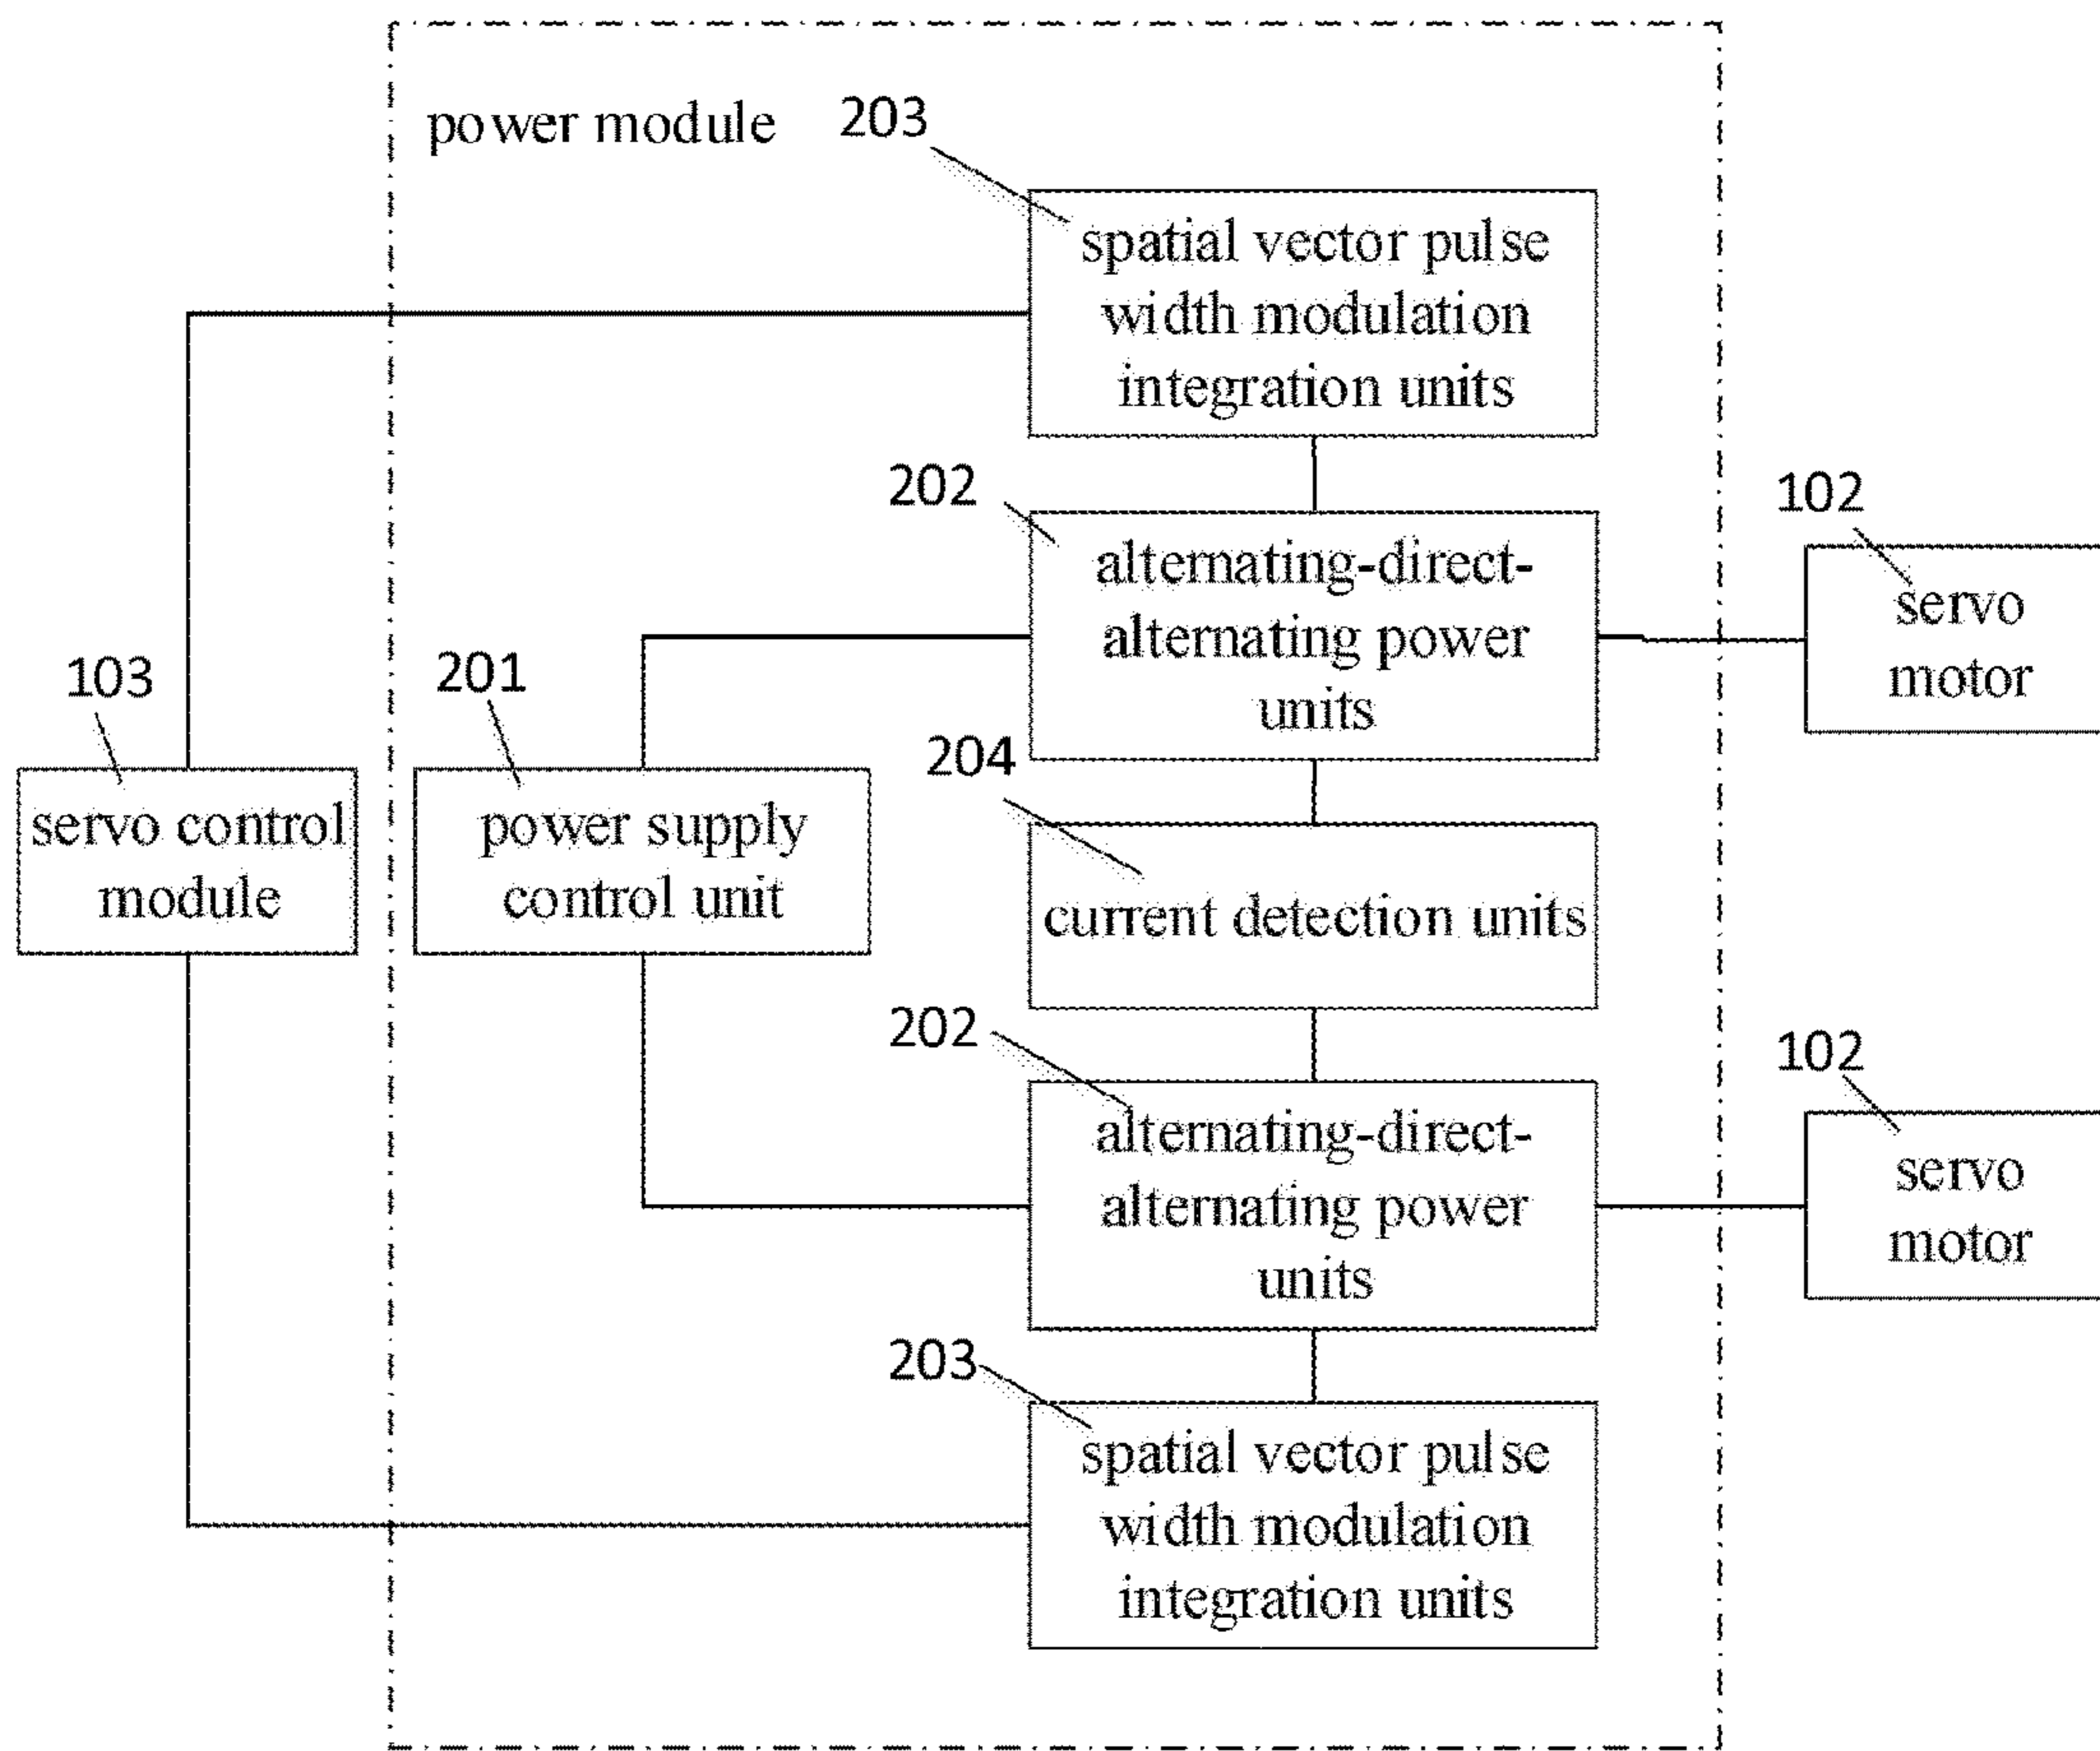 power module
203
spatial vector pulse
width modulation
integration units
202
alternating-direct-
alternating power
units
102
servo
motor
103
servo control
module
201
power supply
control unit
204
current detection units
202
alternating-direct-
alternating power
units
102
servo
motor
203
spatial vector pulse
width modulation
integration units